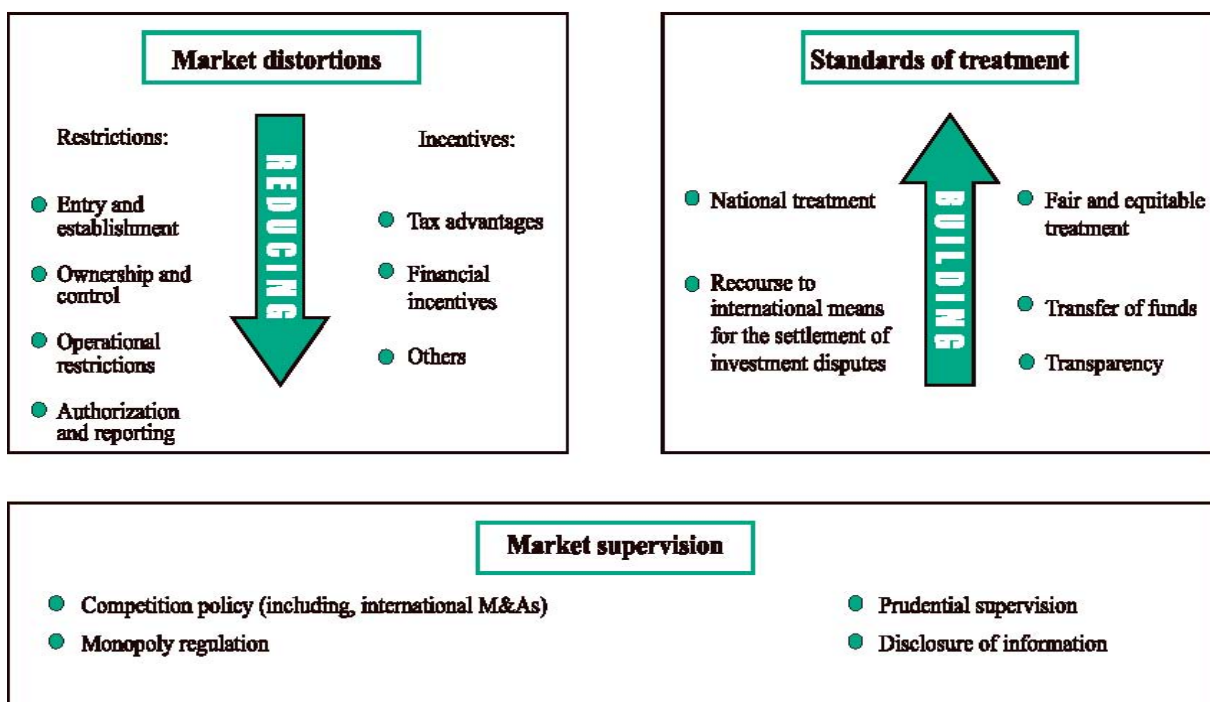 Market distortions
Restrictions:
Entry and
establishment
Ownership and
control
Operational
restrictions
Authorization
and reporting
REDUCING
Incentives:
Tax advantages
Financial
incentives
Others
Standards of treatment
National treatment
Recourse to
international means
for the settlement of
investment disputes
BUILDING
Fair and equitable
treatment
Transfer of funds
Transparency
Market supervision
Competition policy (including, international M&As)
Monopoly regulation
Prudential supervision
Disclosure of information